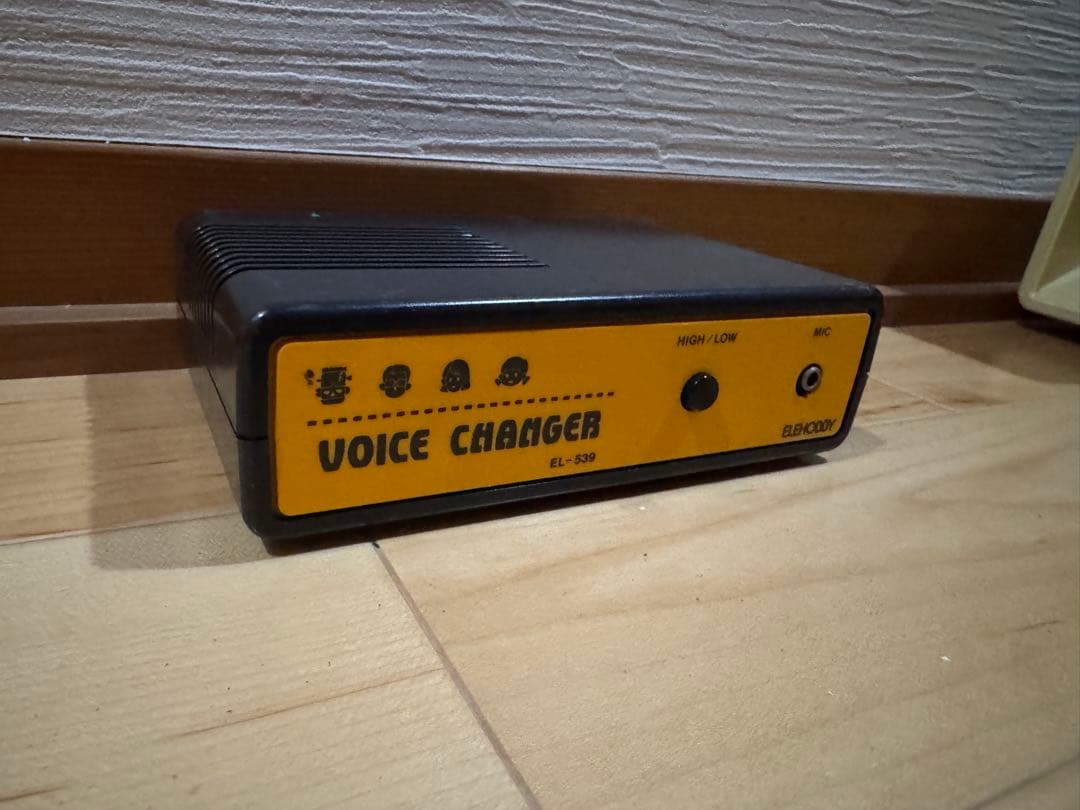 HIGH / LOW
MIC
VOICE CHANGER
EL-539
ELEHOBBY